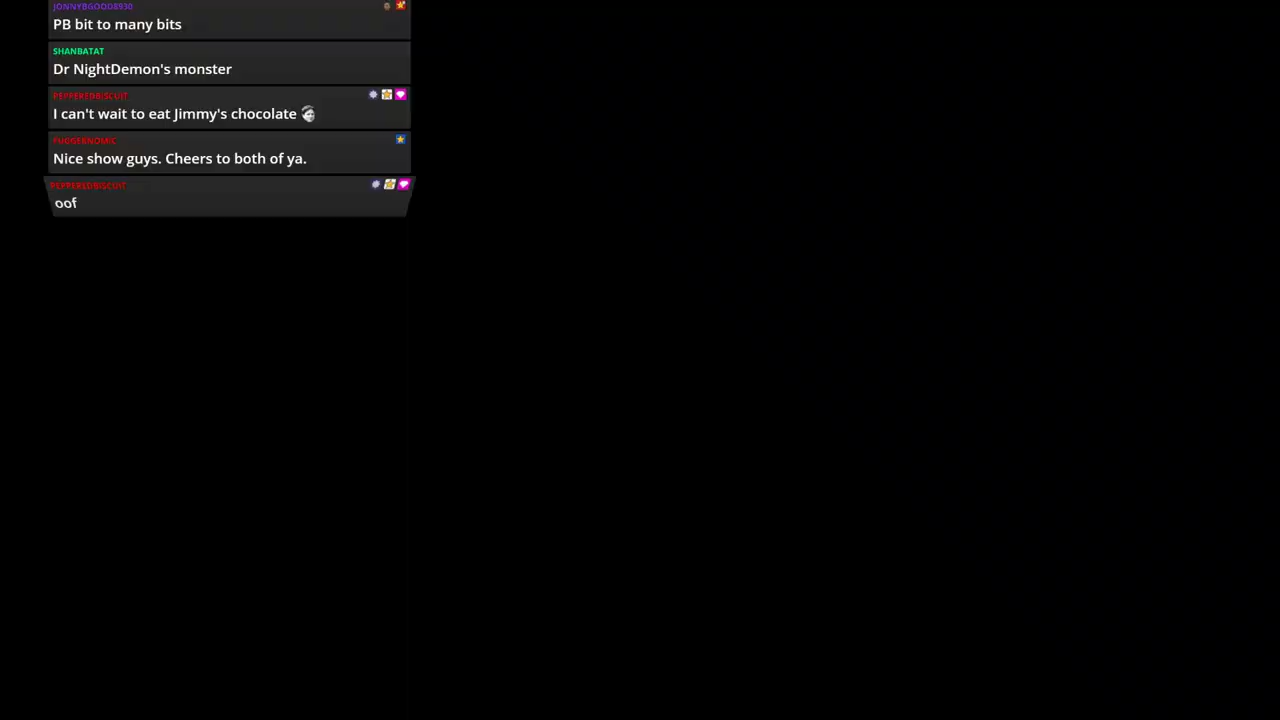 JONNYBGOOD8930
PB bit to many bits
SHANBATAT
Dr NightDemon's monster
PEPPEREDBISCUIT
I can't wait to eat Jimmy's chocolate
FUDGEKNOMIC
Nice show guys. Cheers to both of ya.
PEPPEREDBISCUIT
oof